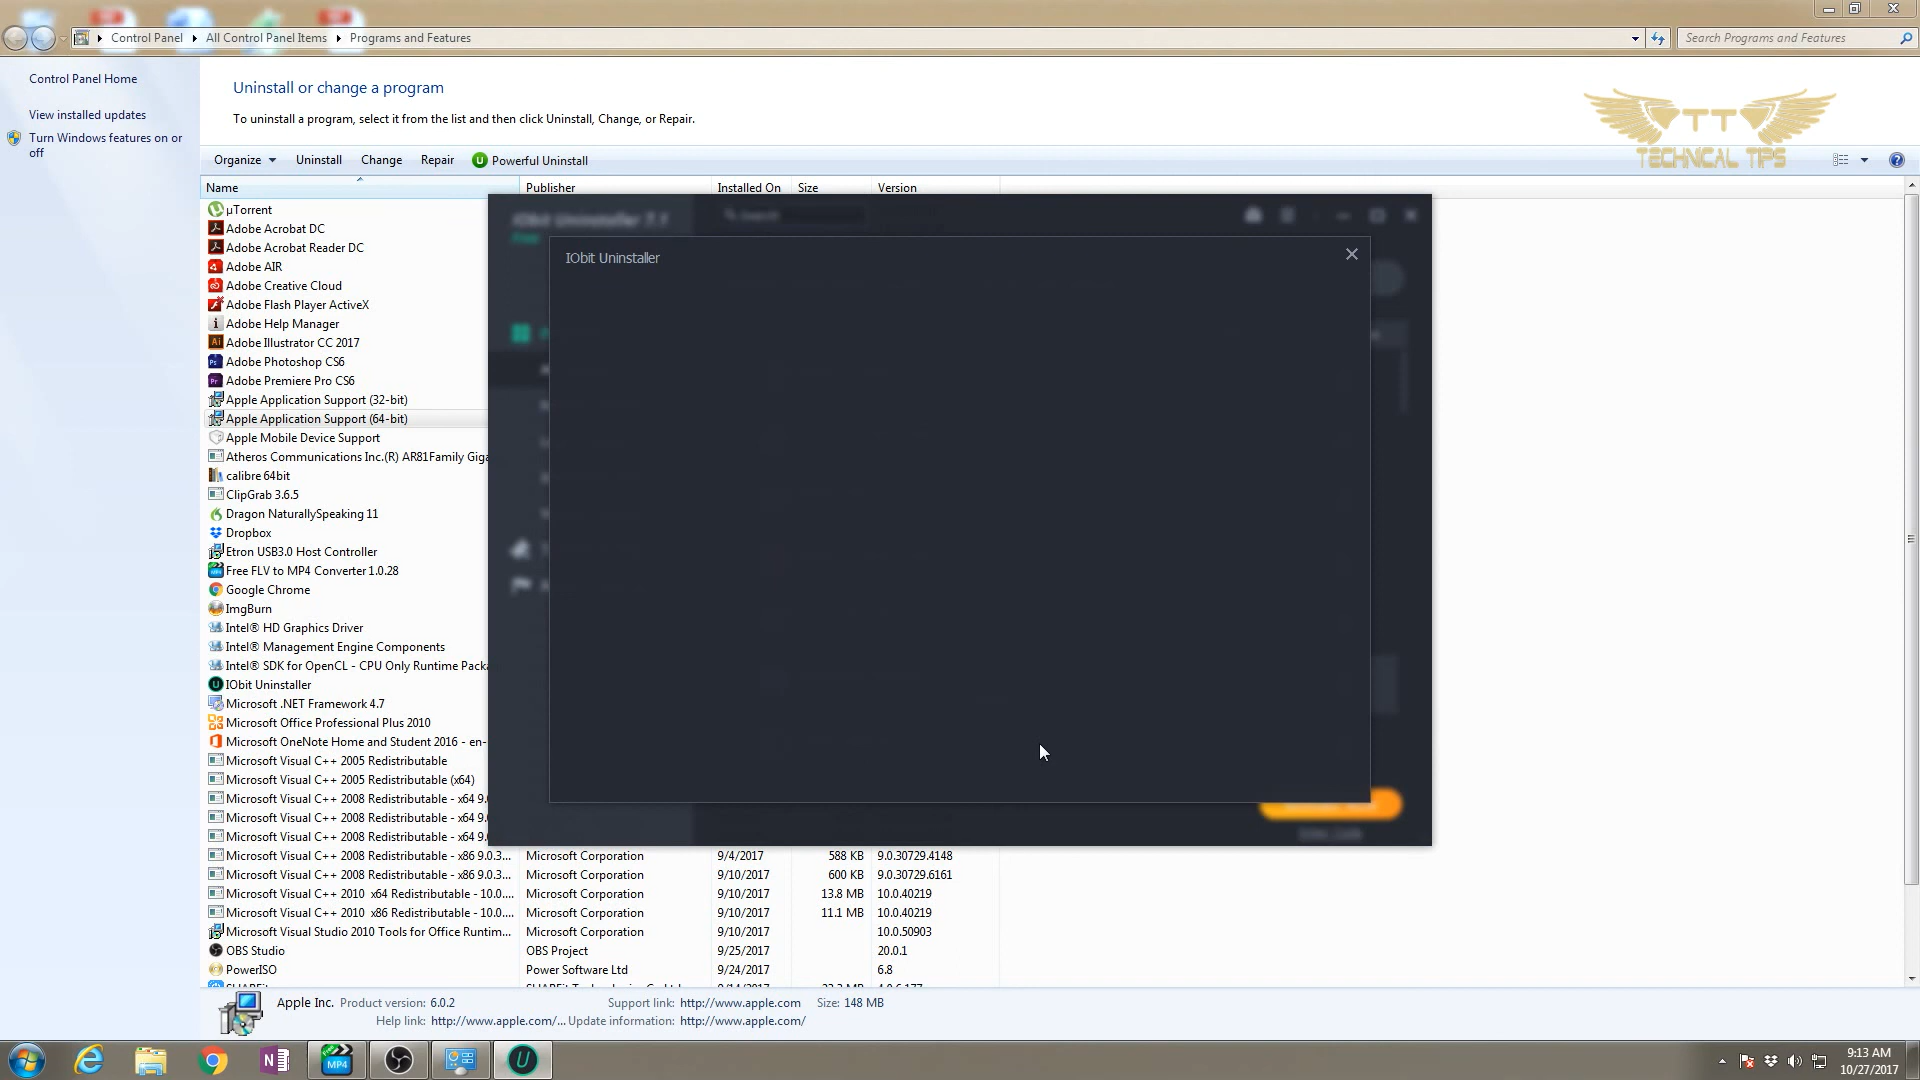 Control Panel ▸ All Control Panel Items ▸ Programs and Features
Search Programs and Features
Control Panel Home
View installed updates
Turn Windows features on or
off
Uninstall or change a program
To uninstall a program, select it from the list and then click Uninstall, Change, or Repair.
TT
TECHNICAL TIPS
Organize Uninstall Change Repair Powerful Uninstall
Name Publisher Installed On Size Version
µTorrent
Adobe Acrobat DC
Adobe Acrobat Reader DC
Adobe AIR
Adobe Creative Cloud
Adobe Flash Player ActiveX
Adobe Help Manager
Adobe Illustrator CC 2017
Adobe Photoshop CS6
Adobe Premiere Pro CS6
Apple Application Support (32-bit)
Apple Application Support (64-bit)
Apple Mobile Device Support
Atheros Communications Inc.(R) AR81Family Giga
calibre 64bit
ClipGrab 3.6.5
Dragon NaturallySpeaking 11
Dropbox
Etron USB3.0 Host Controller
Free FLV to MP4 Converter 1.0.28
Google Chrome
ImgBurn
Intel® HD Graphics Driver
Intel® Management Engine Components
Intel® SDK for OpenCL - CPU Only Runtime Packa
IObit Uninstaller
Microsoft .NET Framework 4.7
Microsoft Office Professional Plus 2010
Microsoft OneNote Home and Student 2016 - en-
Microsoft Visual C++ 2005 Redistributable
Microsoft Visual C++ 2005 Redistributable (x64)
Microsoft Visual C++ 2008 Redistributable - x64 9.0
Microsoft Visual C++ 2008 Redistributable - x64 9.0
Microsoft Visual C++ 2008 Redistributable - x64 9.0
Microsoft Visual C++ 2008 Redistributable - x86 9.0.3... Microsoft Corporation 9/4/2017 588 KB 9.0.30729.4148
Microsoft Visual C++ 2008 Redistributable - x86 9.0.3... Microsoft Corporation 9/10/2017 600 KB 9.0.30729.6161
Microsoft Visual C++ 2010 x64 Redistributable - 10.0.... Microsoft Corporation 9/10/2017 13.8 MB 10.0.40219
Microsoft Visual C++ 2010 x86 Redistributable - 10.0.... Microsoft Corporation 9/10/2017 11.1 MB 10.0.40219
Microsoft Visual Studio 2010 Tools for Office Runtim... Microsoft Corporation 9/10/2017 10.0.50903
OBS Studio OBS Project 9/25/2017 20.0.1
PowerISO Power Software Ltd 9/24/2017 6.8
IObit Uninstaller 7.1
Free
Search
IObit Uninstaller
Apple Inc. Product version: 6.0.2 Support link: http://www.apple.com Size: 148 MB
Help link: http://www.apple.com/... Update information: http://www.apple.com/
MP4
9:13 AM
10/27/2017